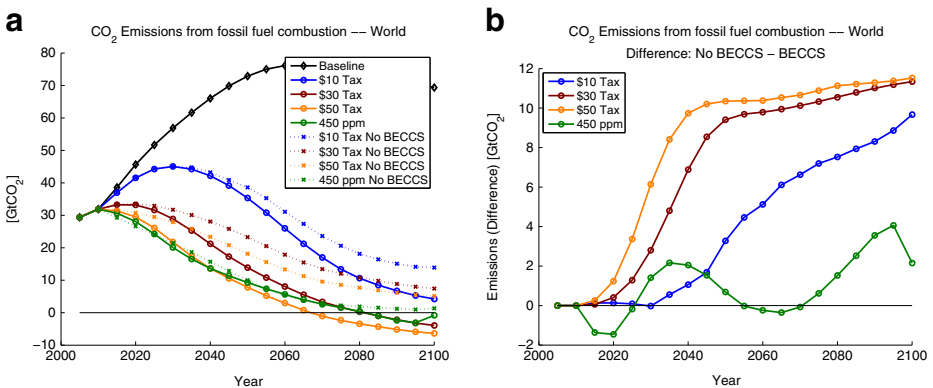 a
CO2 Emissions from fossil fuel combustion −− World
80
70
60
50
40
30
20
10
0
−10
[GtCO2]
Baseline
$10 Tax
$30 Tax
$50 Tax
450 ppm
$10 Tax No BECCS
$30 Tax No BECCS
$50 Tax No BECCS
450 ppm No BECCS
2000 2020 2040 2060 2080 2100
Year
b
CO2 Emissions from fossil fuel combustion −− World
Difference: No BECCS − BECCS
12
10
8
6
4
2
0
−2
Emissions (Difference) [GtCO2]
$10 Tax
$30 Tax
$50 Tax
450 ppm
2000 2020 2040 2060 2080 2100
Year